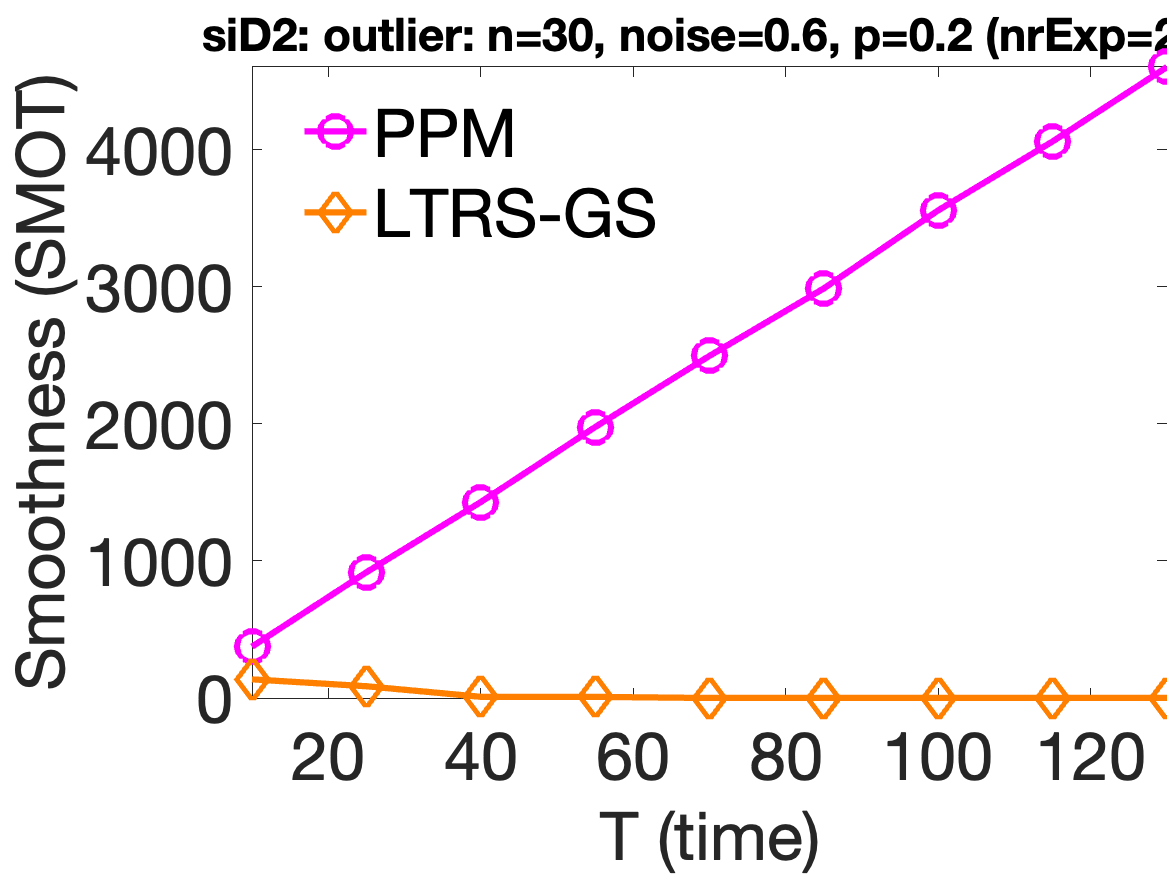 siD2: outlier: n=30, noise=0.6, p=0.2 (nrExp=2
PPM
LTRS-GS
Smoothness (SMOT)
4000
3000
2000
1000
0
20 40 60 80 100 120
T (time)